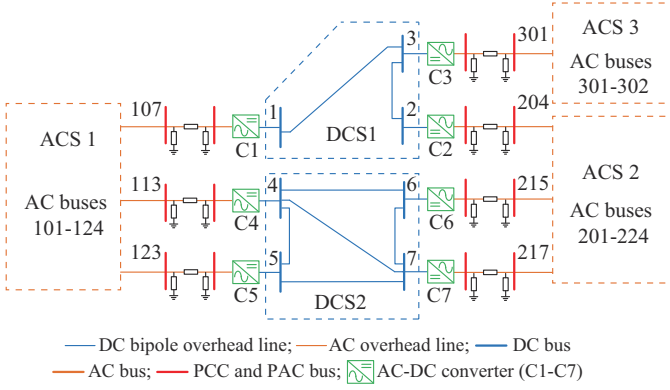 301
ACS 3
AC buses
301-302
3
C3
107
1
DCS1
2
204
ACS 1
C1
C2
AC buses
101-124
113
4
6
215
ACS 2
AC buses
201-224
C4
C6
123
5
7
217
C5
DCS2
C7
DC bipole overhead line; AC overhead line; DC bus
AC bus; PCC and PAC bus; AC-DC converter (C1-C7)